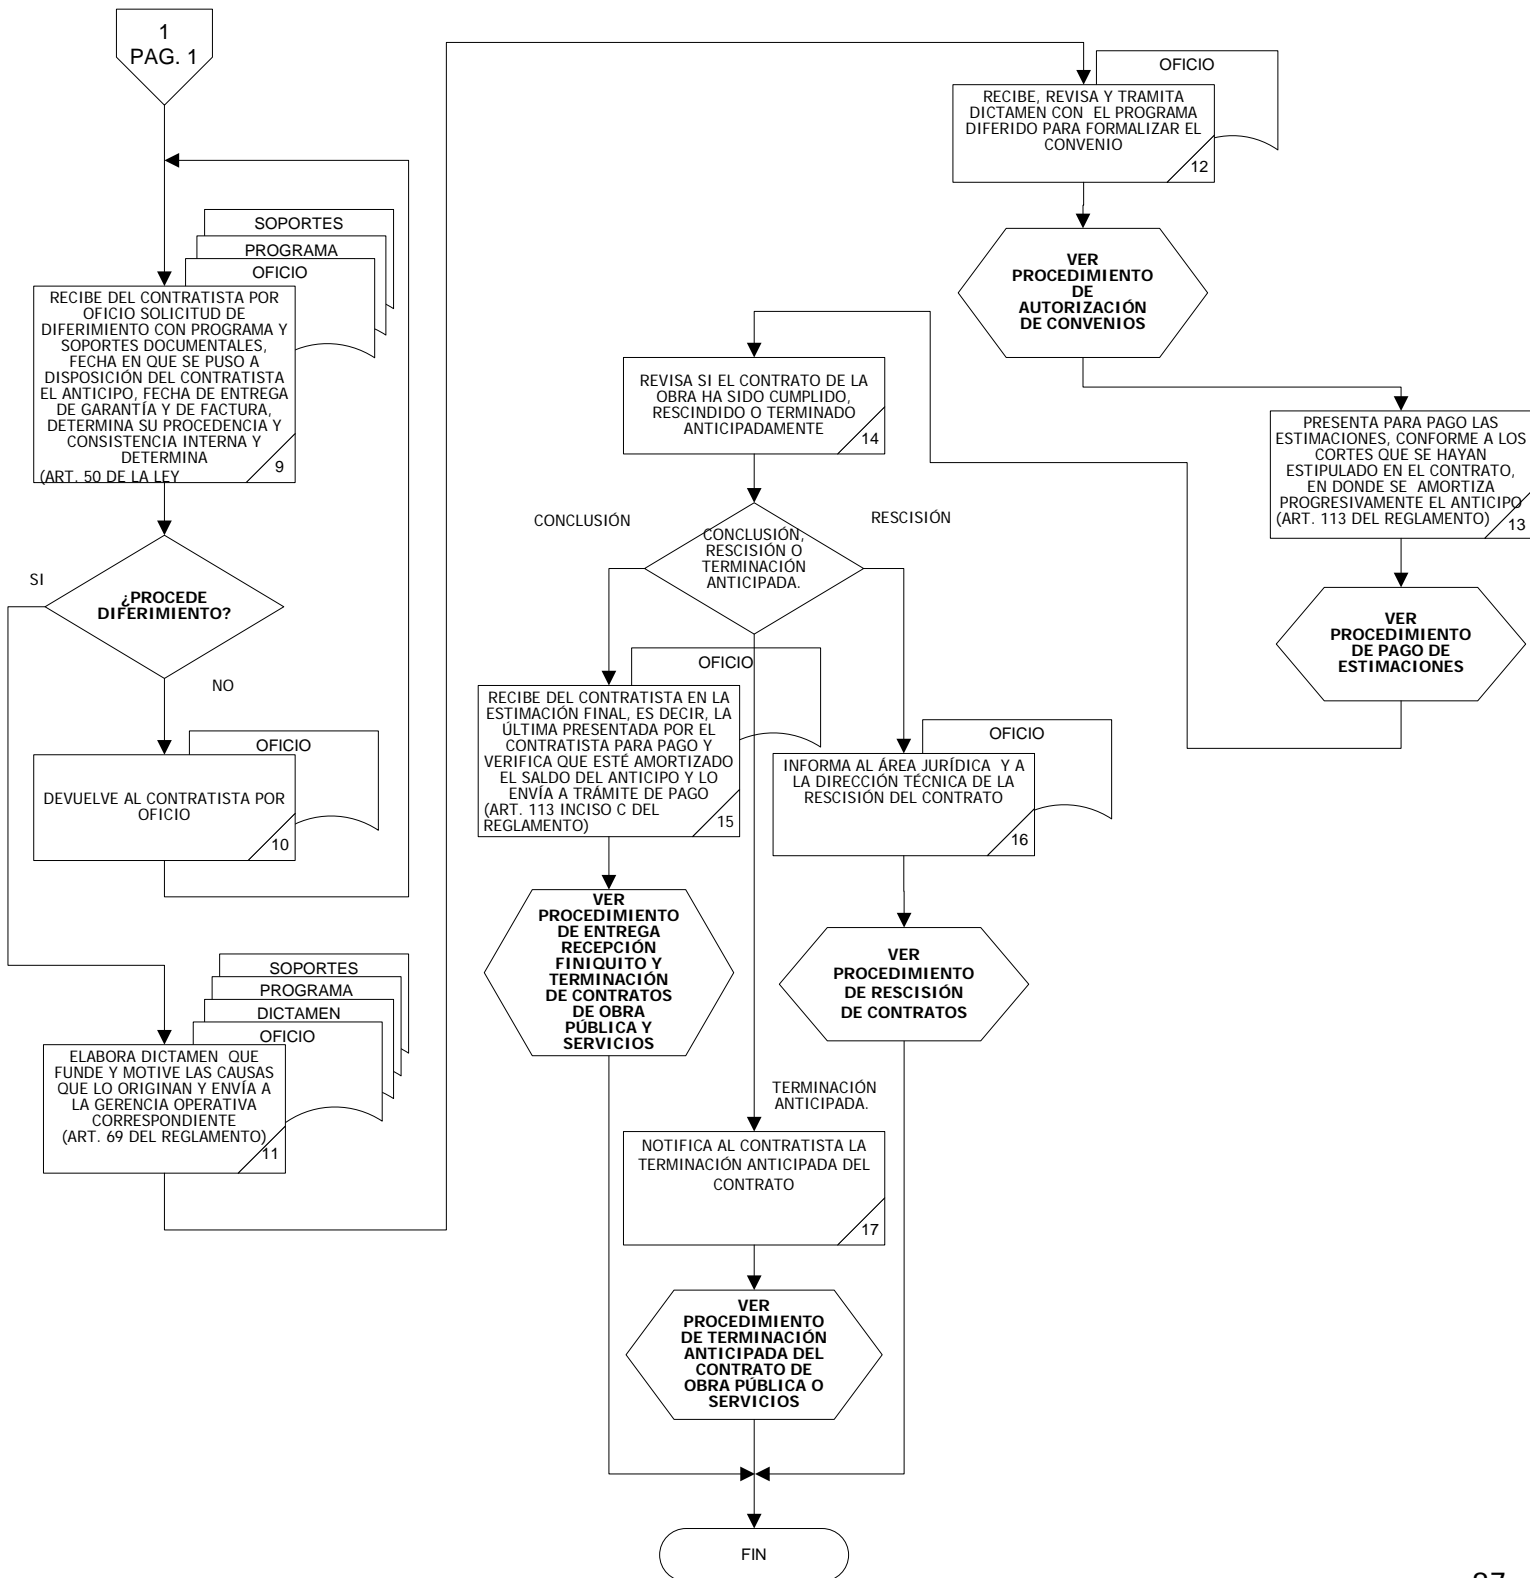 1
PAG. 1
SOPORTES
PROGRAMA
OFICIO
RECIBE DEL CONTRATISTA POR
OFICIO SOLICITUD DE
DIFERIMIENTO CON PROGRAMA Y
SOPORTES DOCUMENTALES,
FECHA EN QUE SE PUSO A
DISPOSICIÓN DEL CONTRATISTA
EL ANTICIPO, FECHA DE ENTREGA
DE GARANTÍA Y DE FACTURA,
DETERMINA SU PROCEDENCIA Y
CONSISTENCIA INTERNA Y
DETERMINA
(ART. 50 DE LA LEY
9
¿PROCEDE
DIFERIMIENTO?
SI
NO
OFICIO
DEVUELVE AL CONTRATISTA POR
OFICIO
10
SOPORTES
PROGRAMA
DICTAMEN
OFICIO
ELABORA DICTAMEN QUE
FUNDE Y MOTIVE LAS CAUSAS
QUE LO ORIGINAN Y ENVÍA A
LA GERENCIA OPERATIVA
CORRESPONDIENTE
(ART. 69 DEL REGLAMENTO)
11
OFICIO
RECIBE, REVISA Y TRAMITA
DICTAMEN CON EL PROGRAMA
DIFERIDO PARA FORMALIZAR EL
CONVENIO
12
VER
PROCEDIMIENTO
DE
AUTORIZACIÓN
DE CONVENIOS
PRESENTA PARA PAGO LAS
ESTIMACIONES, CONFORME A LOS
CORTES QUE SE HAYAN
ESTIPULADO EN EL CONTRATO,
EN DONDE SE AMORTIZA
PROGRESIVAMENTE EL ANTICIPO
(ART. 113 DEL REGLAMENTO)
13
VER
PROCEDIMIENTO
DE PAGO DE
ESTIMACIONES
REVISA SI EL CONTRATO DE LA
OBRA HA SIDO CUMPLIDO,
RESCINDIDO O TERMINADO
ANTICIPADAMENTE
14
CONCLUSIÓN
RESCISIÓN
CONCLUSIÓN,
RESCISIÓN O
TERMINACIÓN
ANTICIPADA.
OFICIO
RECIBE DEL CONTRATISTA EN LA
ESTIMACIÓN FINAL, ES DECIR, LA
ÚLTIMA PRESENTADA POR EL
CONTRATISTA PARA PAGO Y
VERIFICA QUE ESTÉ AMORTIZADO
EL SALDO DEL ANTICIPO Y LO
ENVÍA A TRÁMITE DE PAGO
(ART. 113 INCISO C DEL
REGLAMENTO)
15
VER
PROCEDIMIENTO
DE ENTREGA
RECEPCIÓN
FINIQUITO Y
TERMINACIÓN
DE CONTRATOS
DE OBRA
PÚBLICA Y
SERVICIOS
OFICIO
INFORMA AL ÁREA JURÍDICA Y A
LA DIRECCIÓN TÉCNICA DE LA
RESCISIÓN DEL CONTRATO
16
VER
PROCEDIMIENTO
DE RESCISIÓN
DE CONTRATOS
TERMINACIÓN
ANTICIPADA.
NOTIFICA AL CONTRATISTA LA
TERMINACIÓN ANTICIPADA DEL
CONTRATO
17
VER
PROCEDIMIENTO
DE TERMINACIÓN
ANTICIPADA DEL
CONTRATO DE
OBRA PÚBLICA O
SERVICIOS
FIN